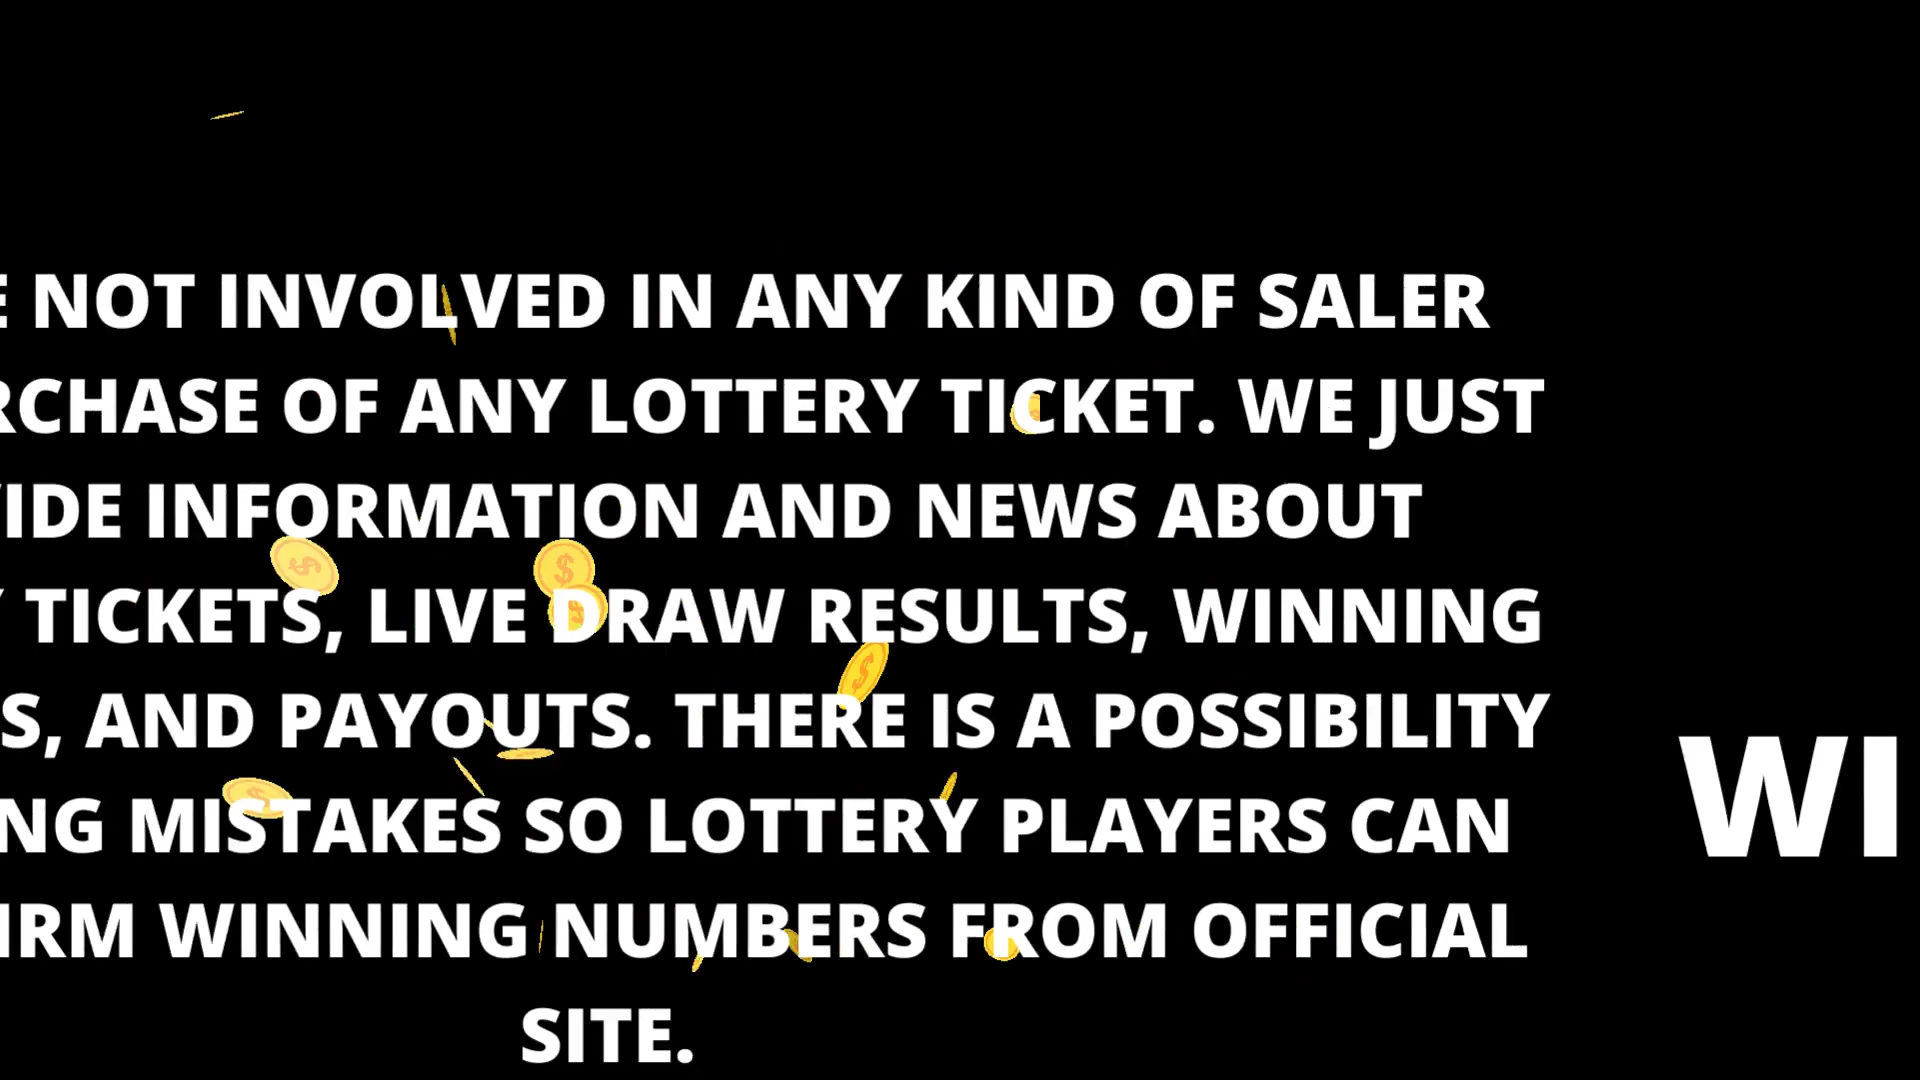 E NOT INVOLVED IN ANY KIND OF SALER
RCHASE OF ANY LOTTERY TICKET. WE JUST
IDE INFORMATION AND NEWS ABOUT
TICKETS, LIVE DRAW RESULTS, WINNING
S, AND PAYOUTS. THERE IS A POSSIBILITY
NG MISTAKES SO LOTTERY PLAYERS CAN
IRM WINNING NUMBERS FROM OFFICIAL
SITE.
WI